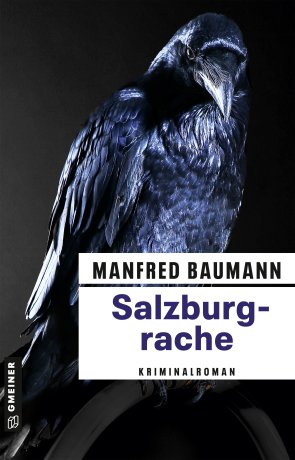 MANFRED BAUMANN
Salzburg-
rache
KRIMINALROMAN
GMEINER